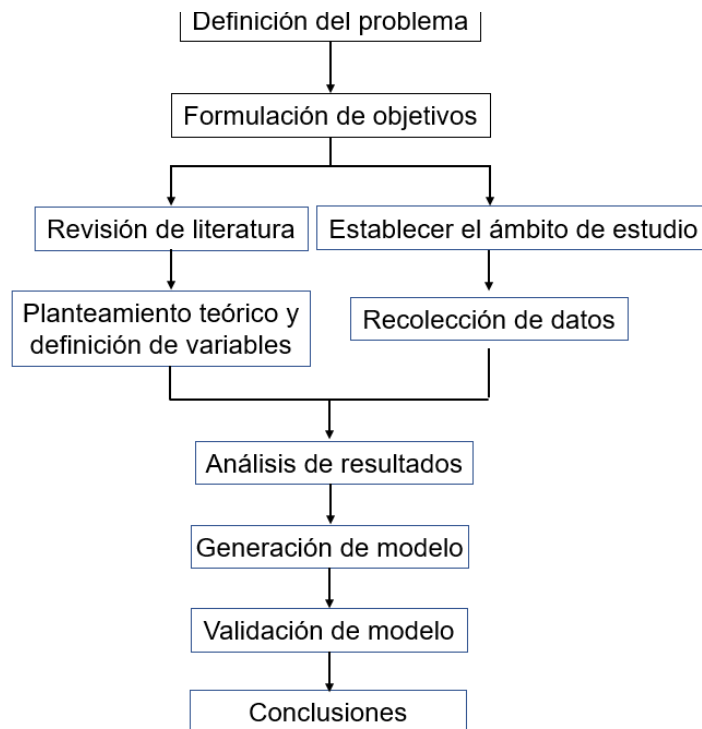 Definición del problema
Formulación de objetivos
Revisión de literatura
Establecer el ámbito de estudio
Planteamiento teórico y
definición de variables
Recolección de datos
Análisis de resultados
Generación de modelo
Validación de modelo
Conclusiones